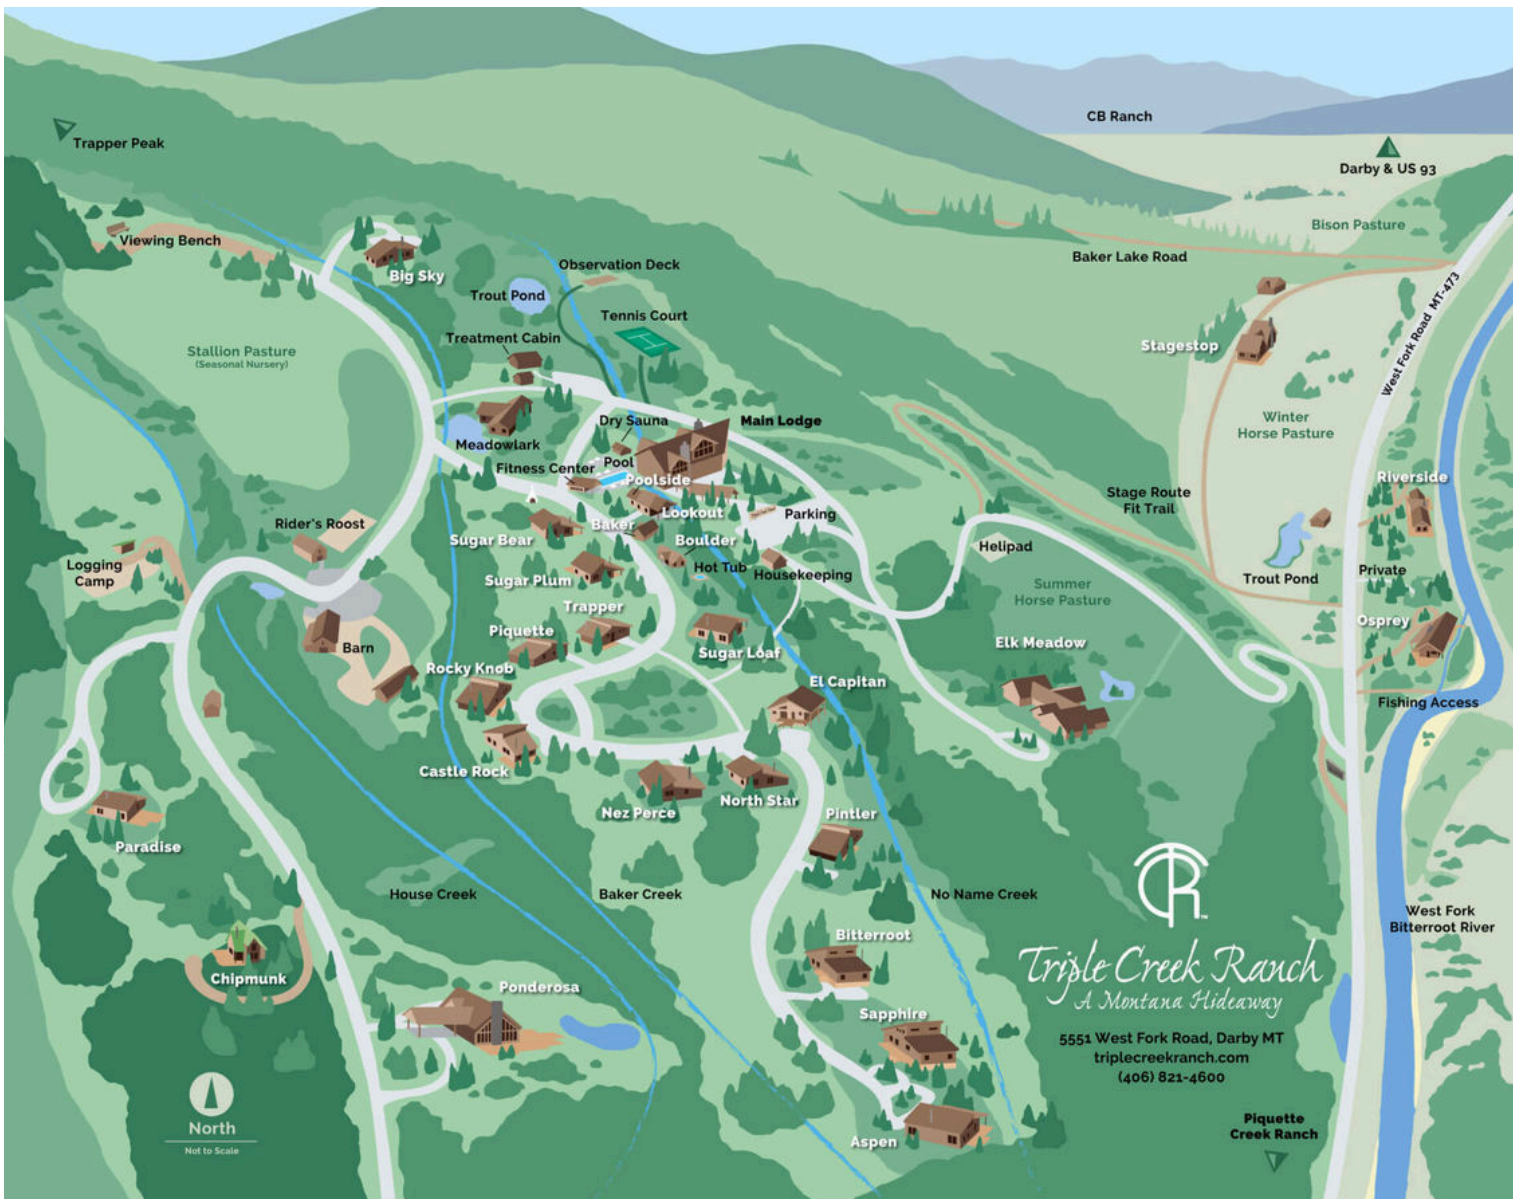 CB Ranch
Trapper Peak
Darby & US 93
Bison Pasture
Viewing Bench
Baker Lake Road
Big Sky
Observation Deck
Trout Pond
West Fork Road MT-473
Tennis Court
Treatment Cabin
Stagestop
Stallion Pasture
(Seasonal Nursery)
Dry Sauna
Main Lodge
Winter
Horse Pasture
Meadowlark
Fitness Center
Pool
Poolside
Riverside
Stage Route
Fit Trail
Lookout
Parking
Rider's Roost
Baker
Sugar Bear
Boulder
Helipad
Logging
Camp
Hot Tub
Housekeeping
Sugar Plum
Summer
Horse Pasture
Trout Pond
Private
Trapper
Piquette
Osprey
Barn
Sugar Loaf
Elk Meadow
Rocky Knob
El Capitan
Fishing Access
Castle Rock
North Star
Nez Perce
Pintler
Paradise
House Creek
Baker Creek
No Name Creek
CR
TM
West Fork
Bitterroot River
Bitterroot
Triple Creek Ranch
A Montana Hideaway
Chipmunk
Ponderosa
Sapphire
5551 West Fork Road, Darby MT
triplecreekranch.com
(406) 821-4600
North
Not to Scale
Aspen
Piquette
Creek Ranch